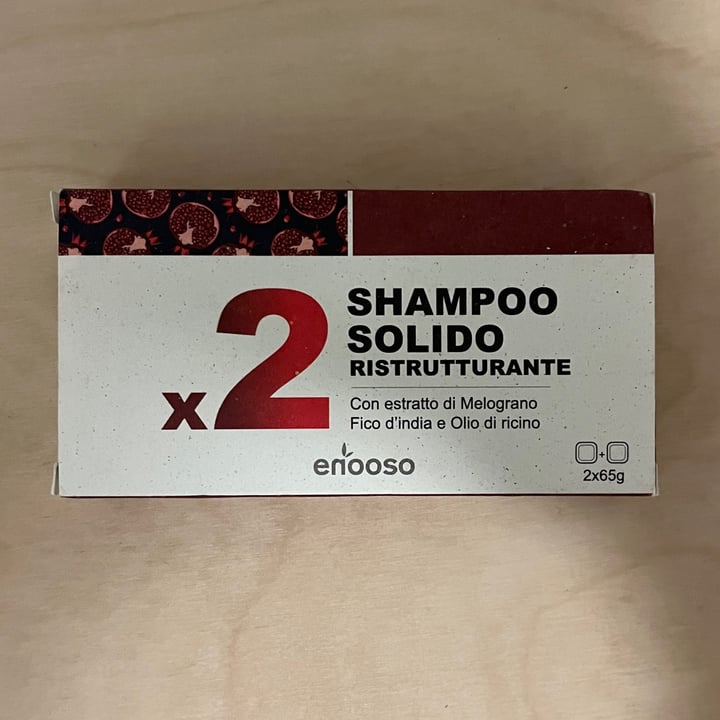 x2
SHAMPOO
SOLIDO
RISTRUTTURANTE
Con estratto di Melograno
Fico d'india e Olio di ricino
enooso
+
2x65g